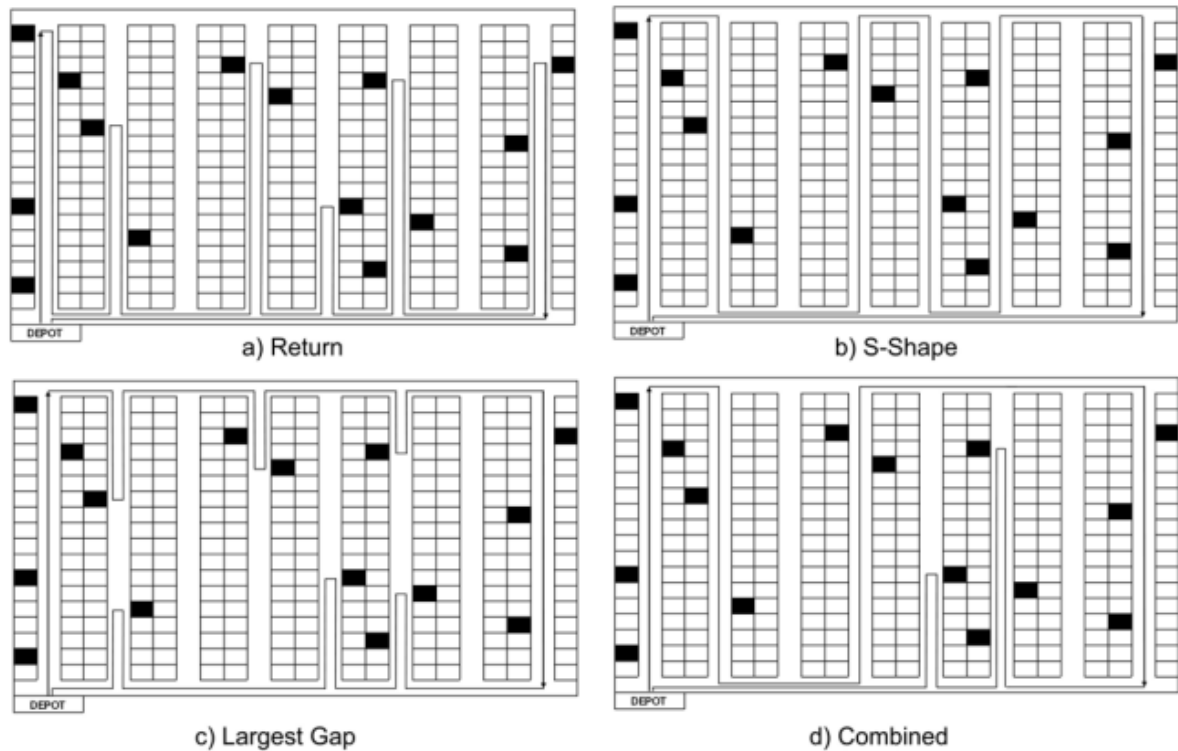 DEPOT
a) Return
DEPOT
b) S-Shape
DEPOT
c) Largest Gap
DEPOT
d) Combined